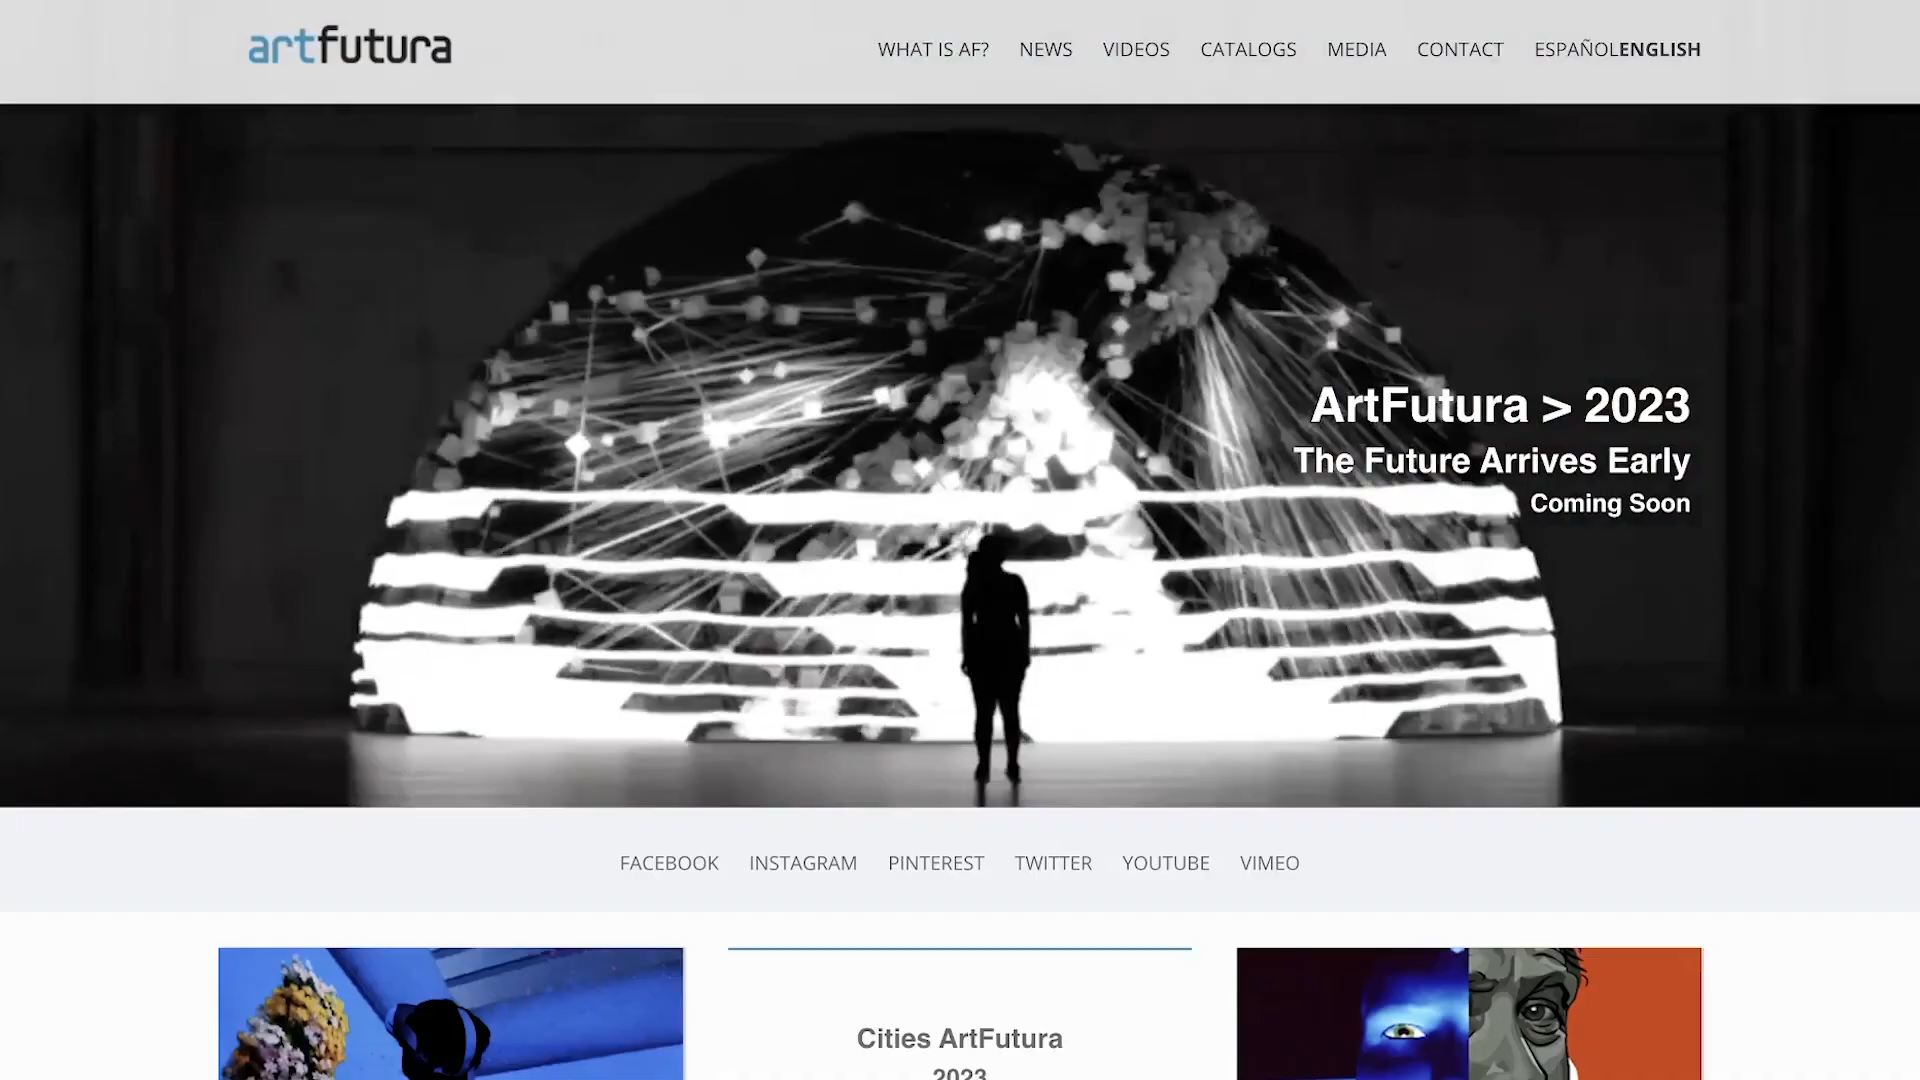 artfutura
WHAT IS AF? NEWS VIDEOS CATALOGS MEDIA CONTACT ESPAÑOLENGLISH
ArtFutura > 2023
The Future Arrives Early
Coming Soon
FACEBOOK INSTAGRAM PINTEREST TWITTER YOUTUBE VIMEO
Cities ArtFutura
2023